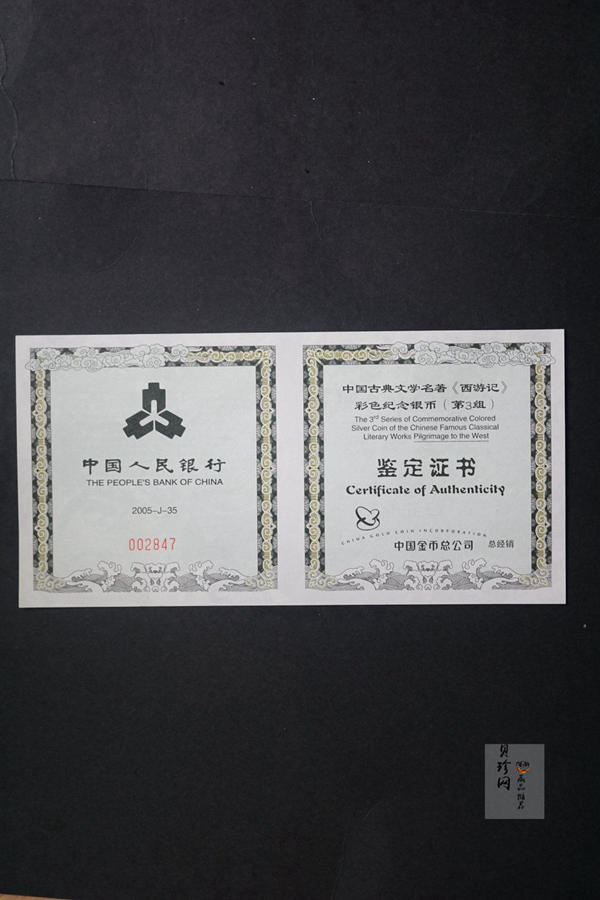 中国人民银行
THE PEOPLE'S BANK OF CHINA
2005-J-35
002847
中国古典文学名著《西游记》
彩色纪念银币（第3组）
The 3rd Series of Commemorative Colored
Silver Coin of the Chinese Famous Classical
Literary Works Pilgrimage to the West
鉴定证书
Certificate of Authenticity
CHINA GOLD COIN INCORPORATION
中国金币总公司 总经销
贝珍网
藏品推荐